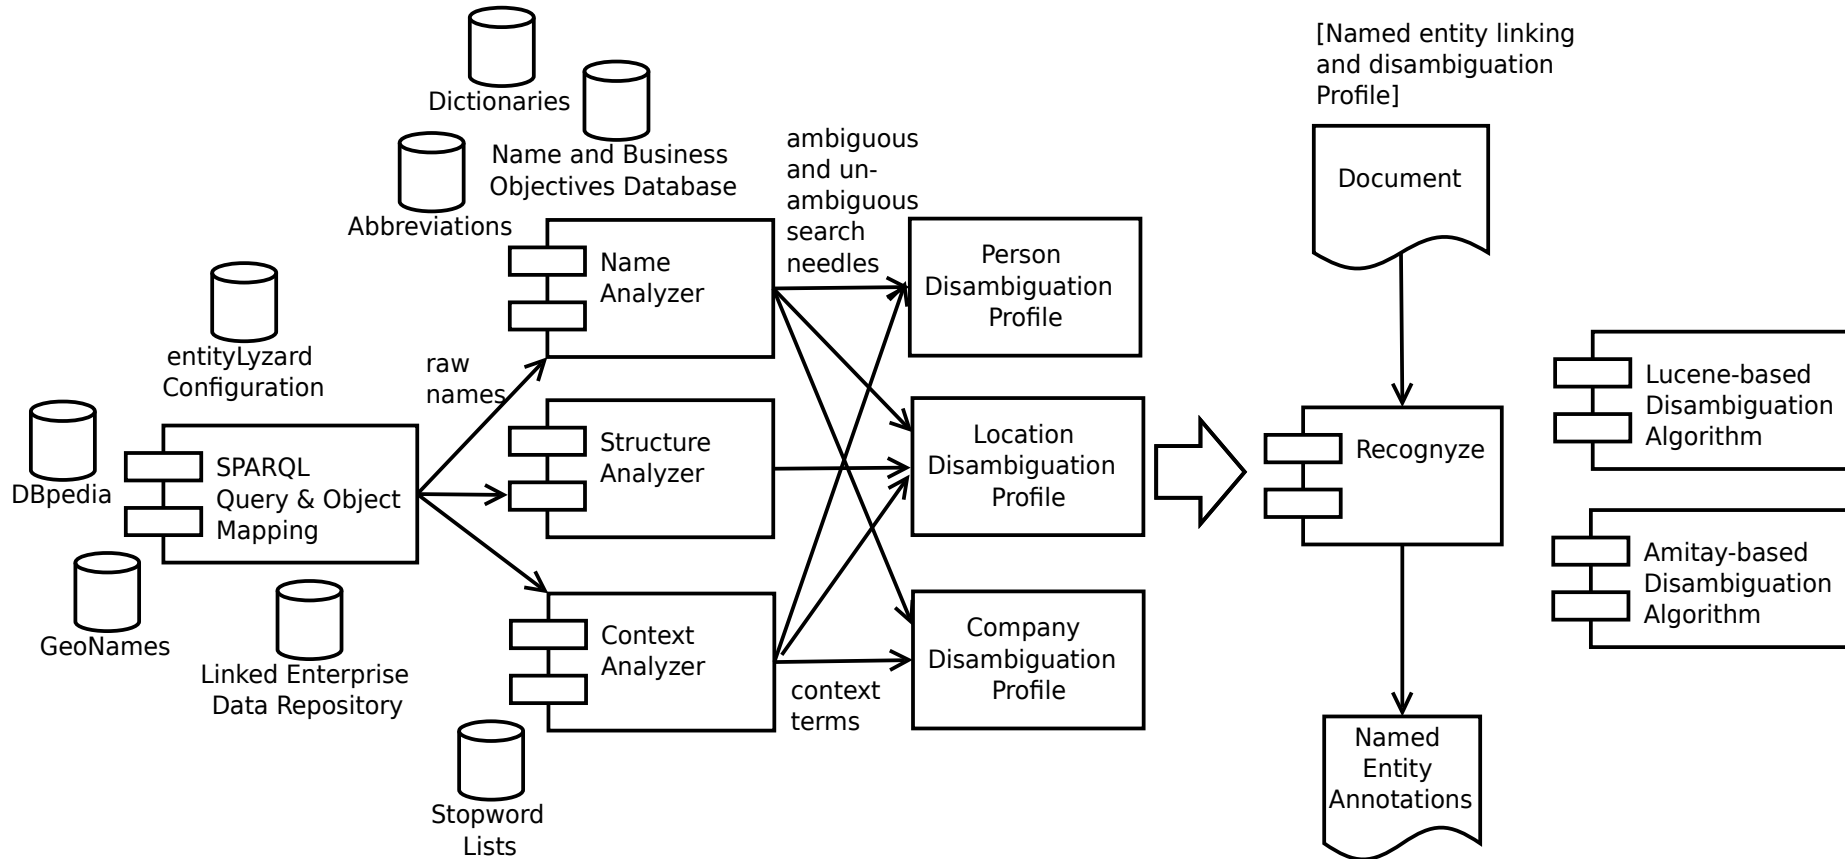 Dictionaries
Name and Business
Objectives Database
Abbreviations
entityLyzard
Configuration
DBpedia
SPARQL
Query & Object
Mapping
GeoNames
Linked Enterprise
Data Repository
raw
names
Name
Analyzer
Structure
Analyzer
Context
Analyzer
Stopword
Lists
ambiguous
and un-
ambiguous
search
needles
context
terms
Person
Disambiguation
Profile
Location
Disambiguation
Profile
Company
Disambiguation
Profile
[Named entity linking
and disambiguation
Profile]
Document
Recognyze
Named
Entity
Annotations
Lucene-based
Disambiguation
Algorithm
Amitay-based
Disambiguation
Algorithm